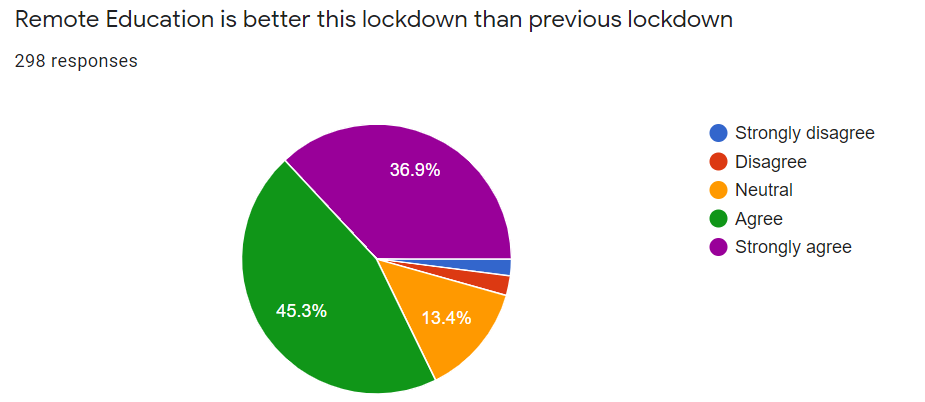 Remote Education is better this lockdown than previous lockdown
298 responses
Strongly disagree
Disagree
Neutral
Agree
Strongly agree
36.9%
45.3%
13.4%